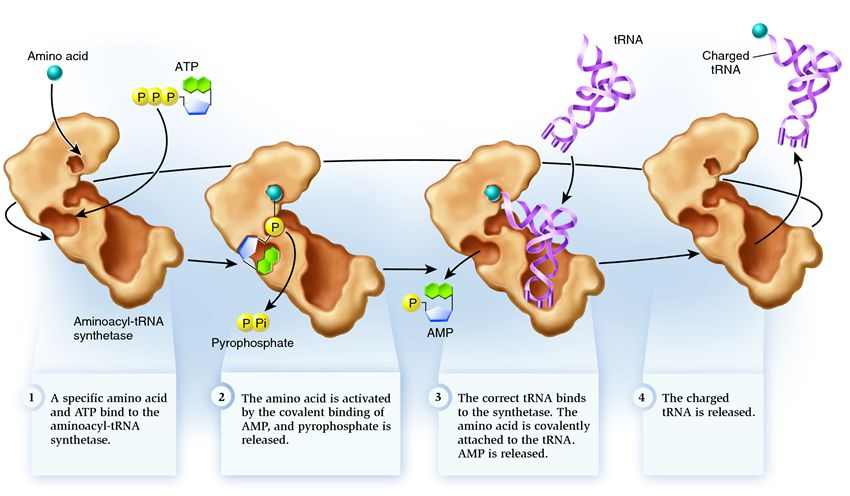 Amino acid
ATP
P P P
Aminoacyl-tRNA
synthetase
P
P Pi
Pyrophosphate
P
AMP
tRNA
Charged
tRNA
1 A specific amino acid
and ATP bind to the
aminoacyl-tRNA
synthetase.
2 The amino acid is activated
by the covalent binding of
AMP, and pyrophosphate is
released.
3 The correct tRNA binds
to the synthetase. The
amino acid is covalently
attached to the tRNA.
AMP is released.
4 The charged
tRNA is released.